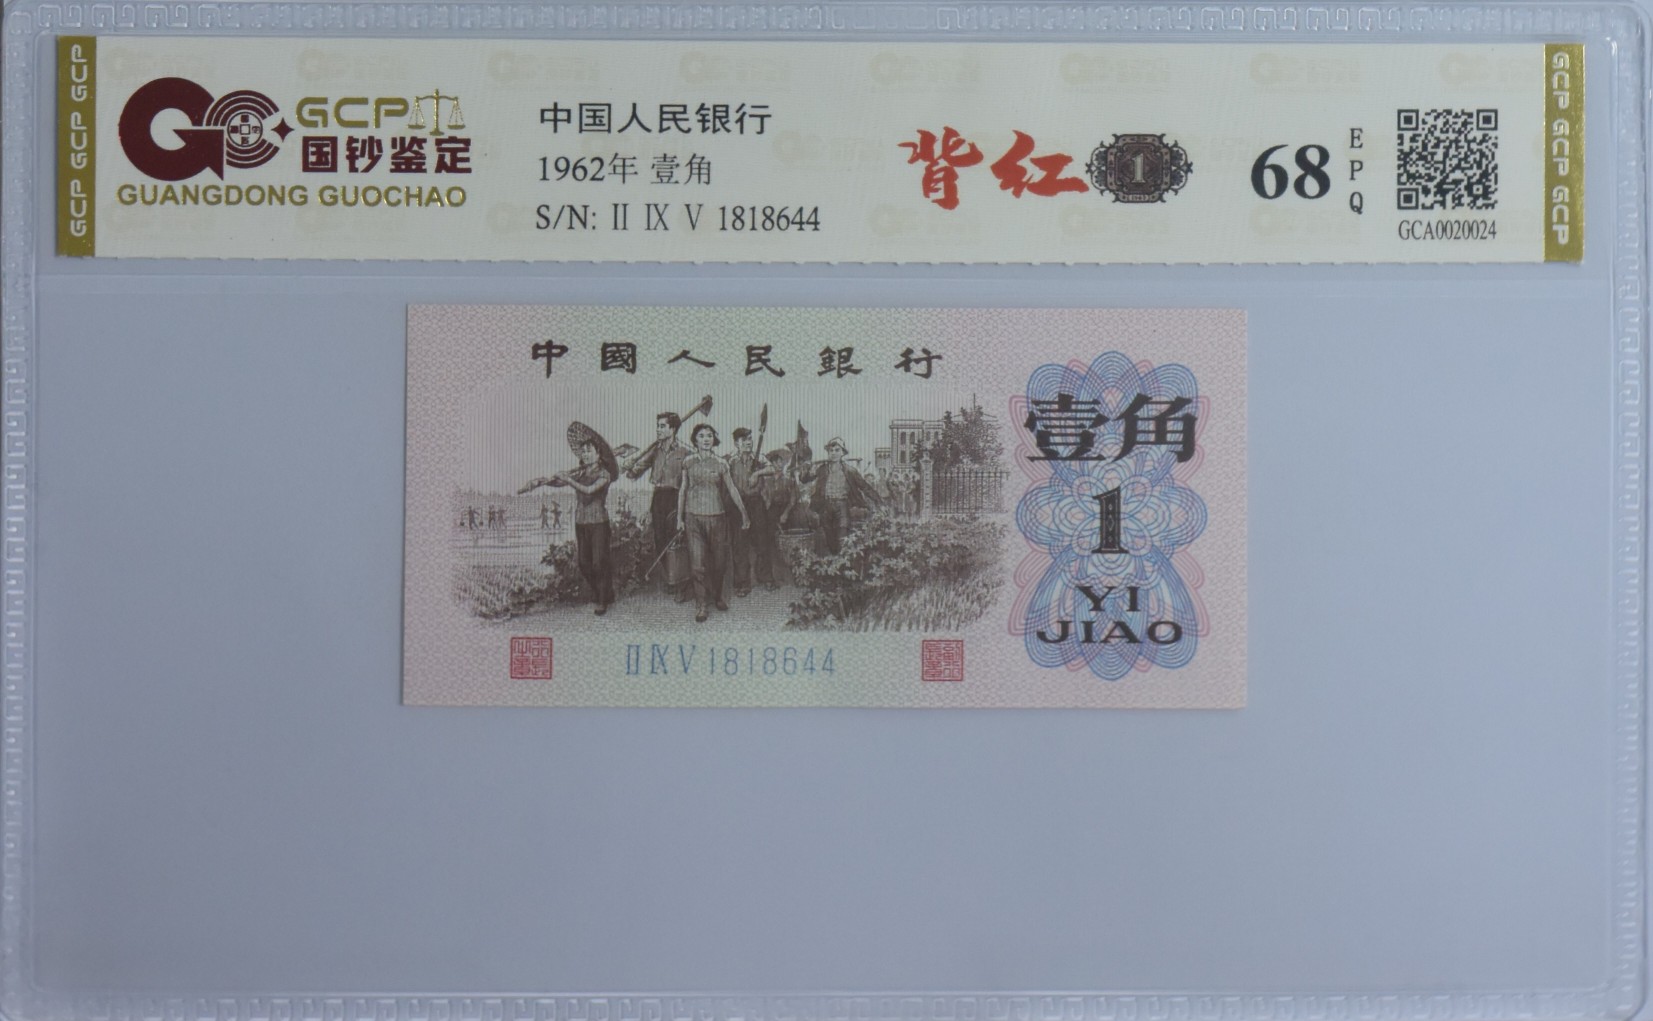 GCP GCP GCP
GCP
国钞鉴定
GUANGDONG GUOCHAO
中国人民银行
1962年 壹角
S/N: II IX V 1818644
背红
1
68
EPQ
GCA0020024
GCP GCP GCP
中國人民銀行
壹角
1
YI
JIAO
II IX V 1818644